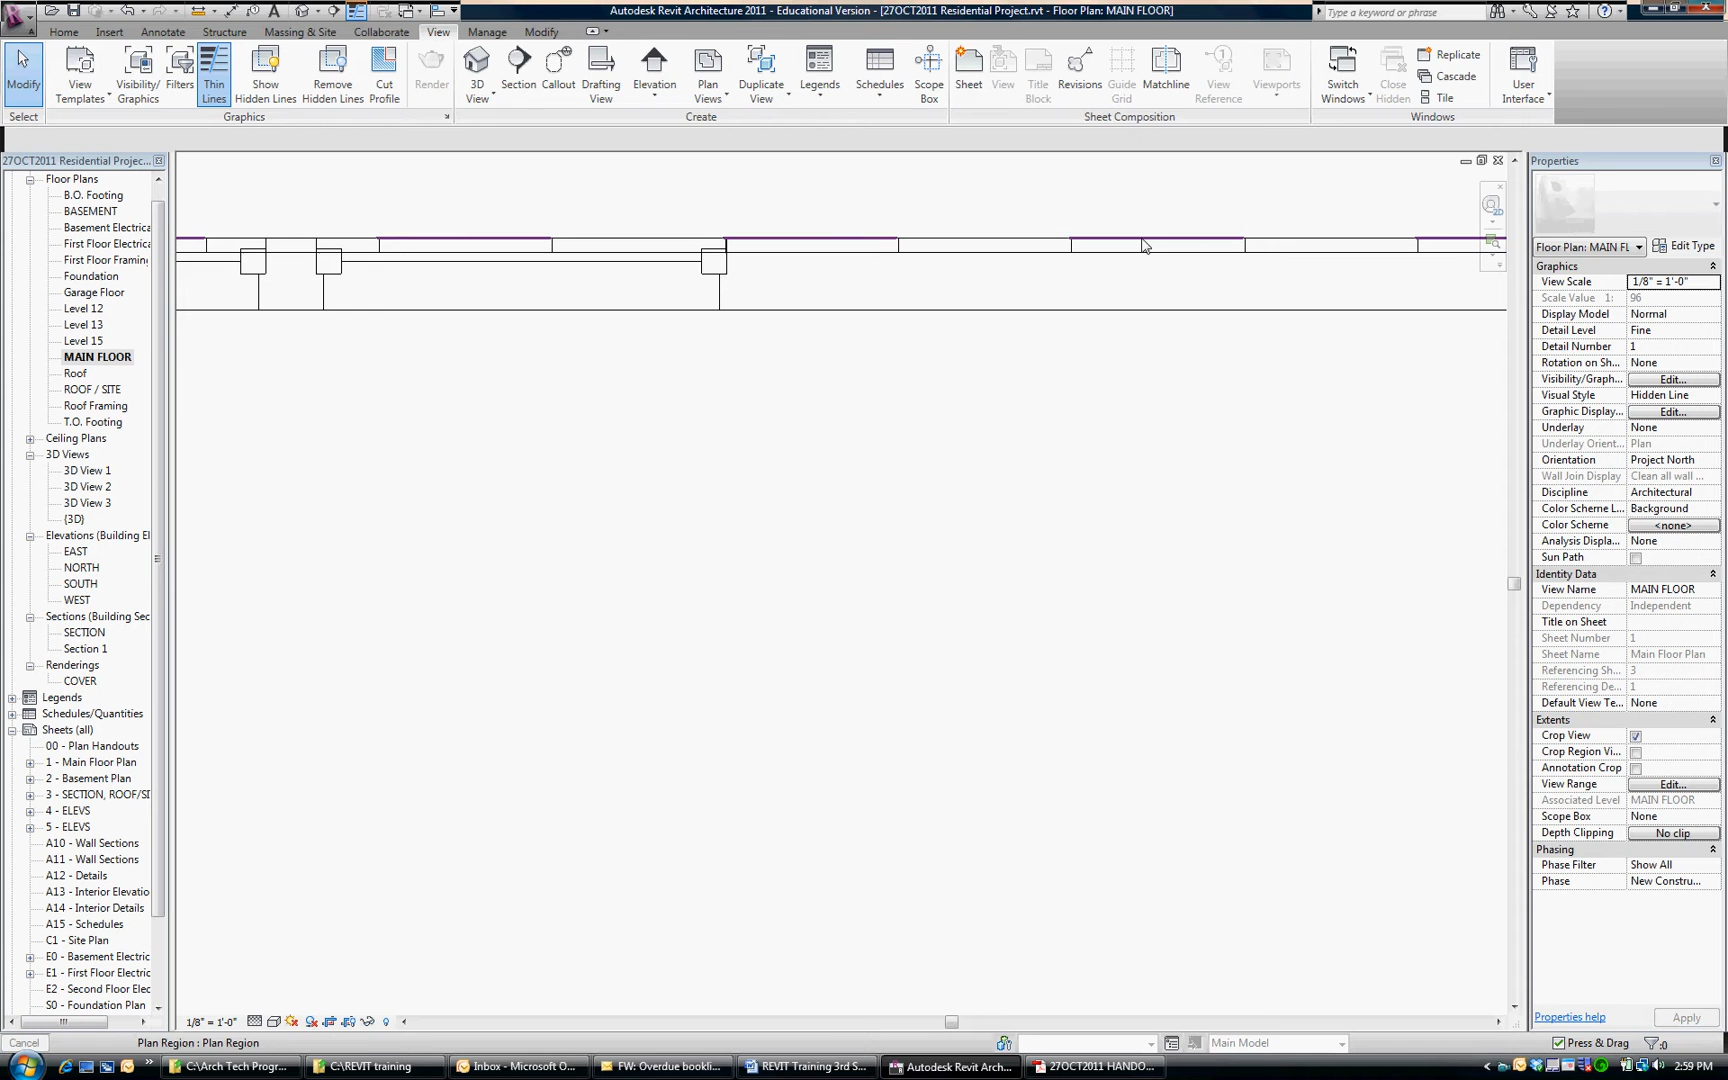 Autodesk Revit Architecture 2011 - Educational Version - [27OCT2011 Residential Project.rvt - Floor Plan: MAIN FLOOR]
Type a keyword or phrase
Home Insert Annotate Structure Massing & Site Collaborate View Manage Modify
Modify
View Templates
Visibility/ Graphics
Filters
Thin Lines
Show Hidden Lines
Remove Hidden Lines
Cut Profile
Render
3D View
Section
Callout
Drafting View
Elevation
Plan Views
Duplicate View
Legends
Schedules
Scope Box
Sheet
View
Title Block
Revisions
Guide Grid
Matchline
View Reference
Viewports
Switch Windows
Close Hidden
Replicate
Cascade
Tile
User Interface
Select Graphics Create Sheet Composition Windows
27OCT2011 Residential Projec...
Floor Plans
B.O. Footing
BASEMENT
Basement Electrica
First Floor Electrica
First Floor Framing
Foundation
Garage Floor
Level 12
Level 13
Level 15
MAIN FLOOR
Roof
ROOF / SITE
Roof Framing
T.O. Footing
Ceiling Plans
3D Views
3D View 1
3D View 2
3D View 3
{3D}
Elevations (Building El
EAST
NORTH
SOUTH
WEST
Sections (Building Sec
SECTION
Section 1
Renderings
COVER
Legends
Schedules/Quantities
Sheets (all)
00 - Plan Handouts
1 - Main Floor Plan
2 - Basement Plan
3 - SECTION, ROOF/SI
4 - ELEVS
5 - ELEVS
A10 - Wall Sections
A11 - Wall Sections
A12 - Details
A13 - Interior Elevatio
A14 - Interior Details
A15 - Schedules
C1 - Site Plan
E0 - Basement Electric
E1 - First Floor Electric
E2 - Second Floor Elec
S0 - Foundation Plan
2D
Properties
Floor Plan: MAIN FL Edit Type
Graphics
View Scale 1/8" = 1'-0"
Scale Value 1: 96
Display Model Normal
Detail Level Fine
Detail Number 1
Rotation on Sh... None
Visibility/Graph... Edit...
Visual Style Hidden Line
Graphic Display... Edit...
Underlay None
Underlay Orient... Plan
Orientation Project North
Wall Join Display Clean all wall ...
Discipline Architectural
Color Scheme L... Background
Color Scheme <none>
Analysis Displa... None
Sun Path
Identity Data
View Name MAIN FLOOR
Dependency Independent
Title on Sheet
Sheet Number 1
Sheet Name Main Floor Plan
Referencing Sh... 3
Referencing De... 1
Default View Te... None
Extents
Crop View
Crop Region Vi...
Annotation Crop
View Range Edit...
Associated Level MAIN FLOOR
Scope Box None
Depth Clipping No clip
Phasing
Phase Filter Show All
Phase New Constru...
Properties help Apply
1/8" = 1'-0"
Cancel Plan Region : Plan Region Main Model Press & Drag :0
C:\Arch Tech Progr... C:\REVIT training Inbox - Microsoft O... FW: Overdue bookli... REVIT Training 3rd S... Autodesk Revit Arch... 27OCT2011 HANDO... 2:59 PM